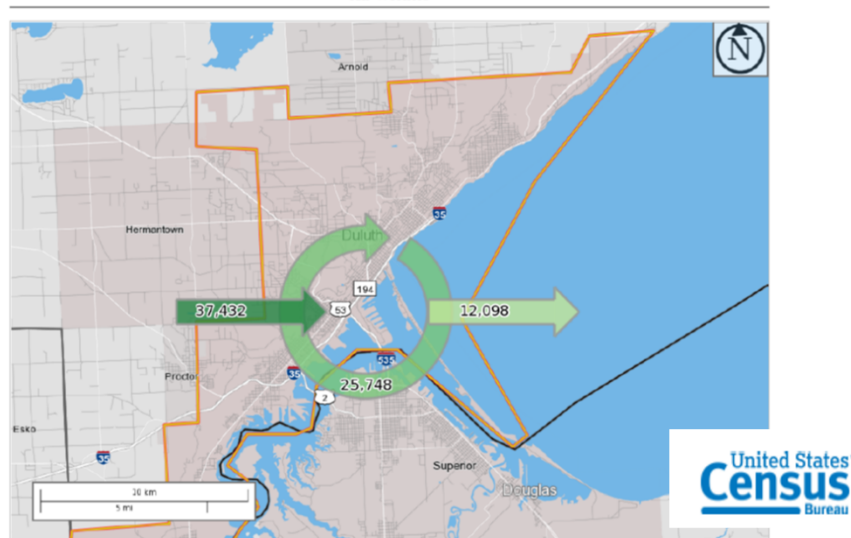 N
Arnold
35
Hermantown
Duluth
194
37,432
53
12,098
535
35
Proctor
25,748
2
Esko
35
Superior
Douglas
10 km
5 mi
United States
Census
Bureau